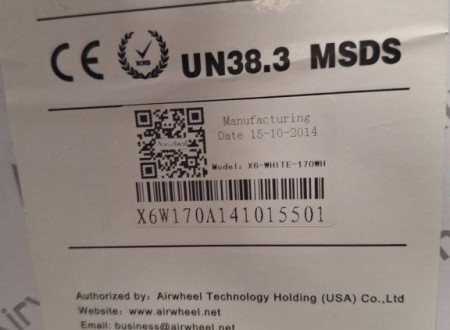 CE UN38.3 MSDS
Manufacturing
Date 15-10-2014
Model: X6-WHITE-170WH
X6W170A141015501
Authorized by: Airwheel Technology Holding (USA) Co.,Ltd
Website: www.airwheel.net
Email: business@airwheel.net